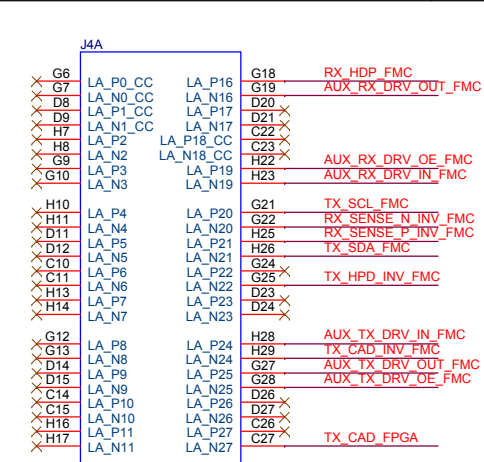 J4A
G6 LA_P0_CC LA_P16 G18 RX_HDP_FMC
G7 LA_N0_CC LA_N16 G19 AUX_RX_DRV_OUT_FMC
D8 LA_P1_CC LA_P17 D20
D9 LA_N1_CC LA_N17 D21
H7 LA_P2 LA_P18_CC C22
H8 LA_N2 LA_N18_CC C23
G9 LA_P3 LA_P19 H22 AUX_RX_DRV_OE_FMC
G10 LA_N3 LA_N19 H23 AUX_RX_DRV_IN_FMC
H10 LA_P4 LA_P20 G21 TX_SCL_FMC
H11 LA_N4 LA_N20 G22 RX_SENSE_N_INV_FMC
D11 LA_P5 LA_P21 H25 RX_SENSE_P_INV_FMC
D12 LA_N5 LA_N21 H26 TX_SDA_FMC
C10 LA_P6 LA_P22 G24
C11 LA_N6 LA_N22 G25 TX_HPD_INV_FMC
H13 LA_P7 LA_P23 D23
H14 LA_N7 LA_N23 D24
G12 LA_P8 LA_P24 H28 AUX_TX_DRV_IN_FMC
G13 LA_N8 LA_N24 H29 TX_CAD_INV_FMC
D14 LA_P9 LA_P25 G27 AUX_TX_DRV_OUT_FMC
D15 LA_N9 LA_N25 G28 AUX_TX_DRV_OE_FMC
C14 LA_P10 LA_P26 D26
C15 LA_N10 LA_N26 D27
H16 LA_P11 LA_P27 C26
H17 LA_N11 LA_N27 C27 TX_CAD_FPGA